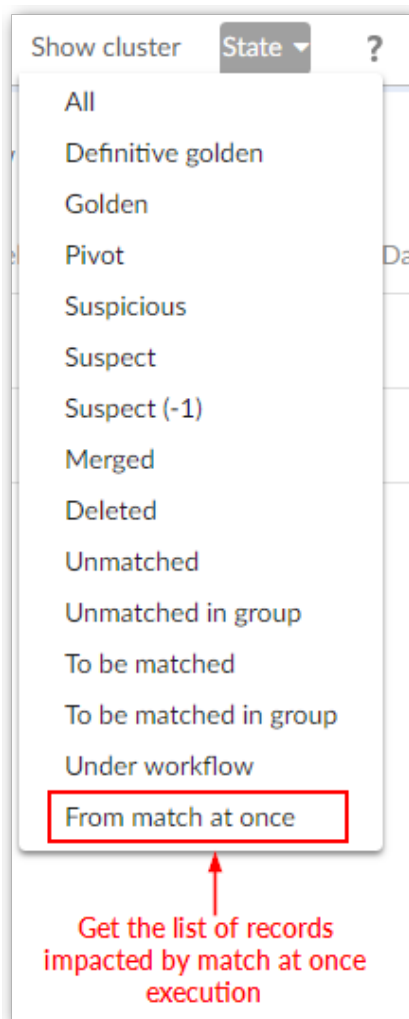 Show cluster State ?
All
Definitive golden
Golden
Pivot
Da
Suspicious
Suspect
Suspect (-1)
Merged
Deleted
Unmatched
Unmatched in group
To be matched
To be matched in group
Under workflow
From match at once
Get the list of records
impacted by match at once
execution